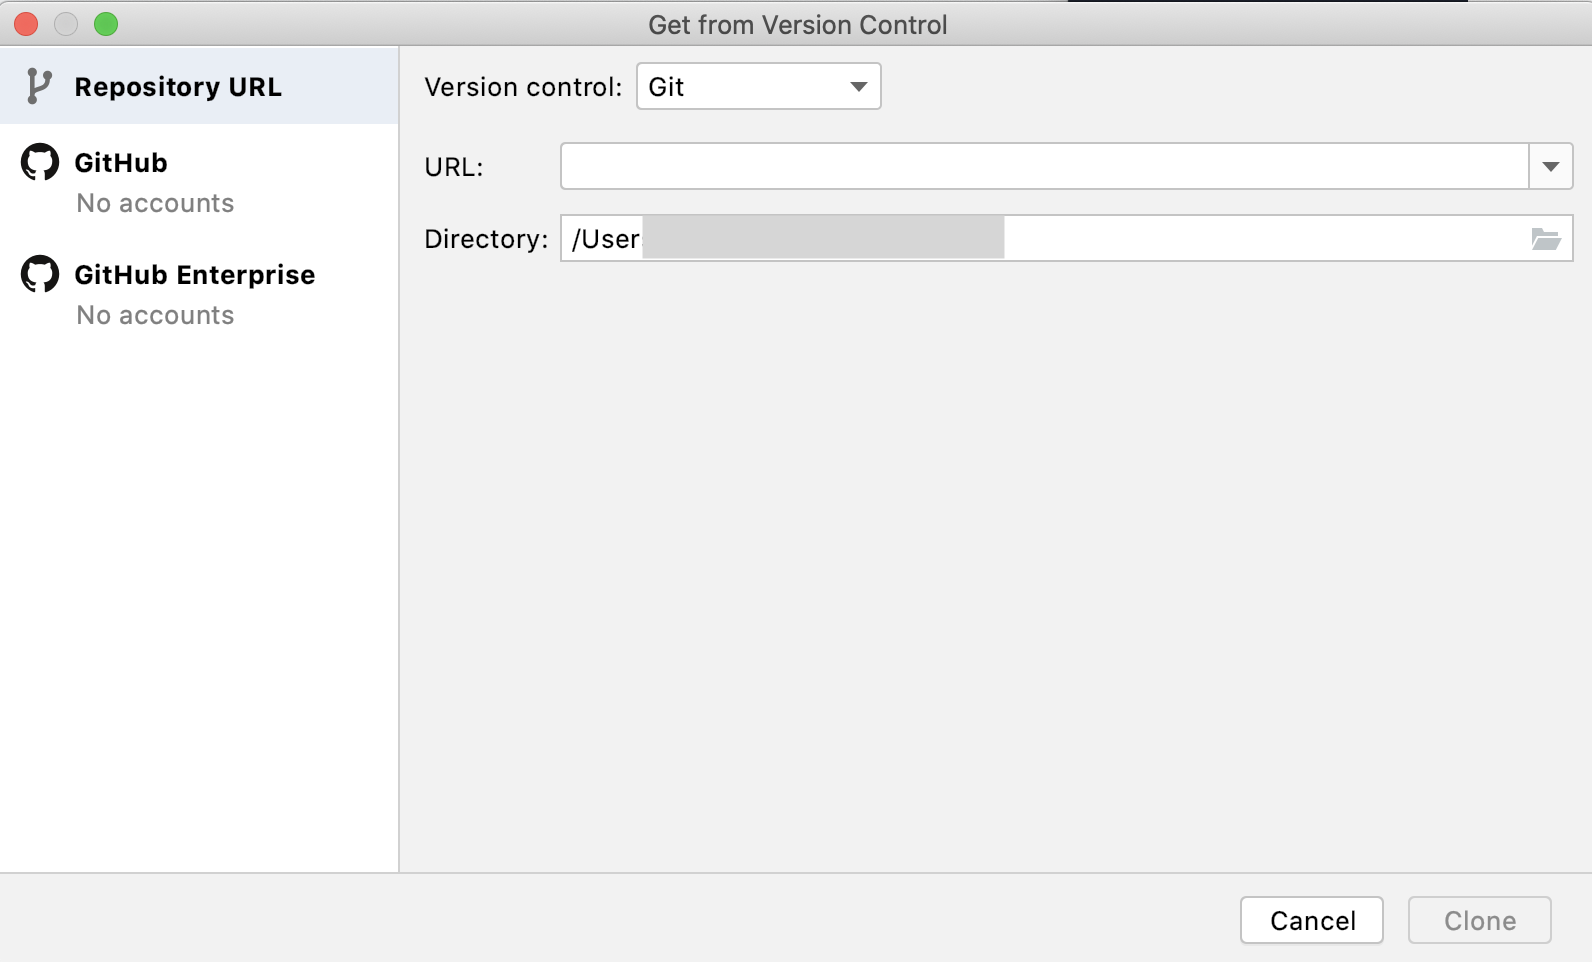 Get from Version Control
Repository URL
GitHub
No accounts
GitHub Enterprise
No accounts
Version control: Git
URL:
Directory: /User
Cancel
Clone